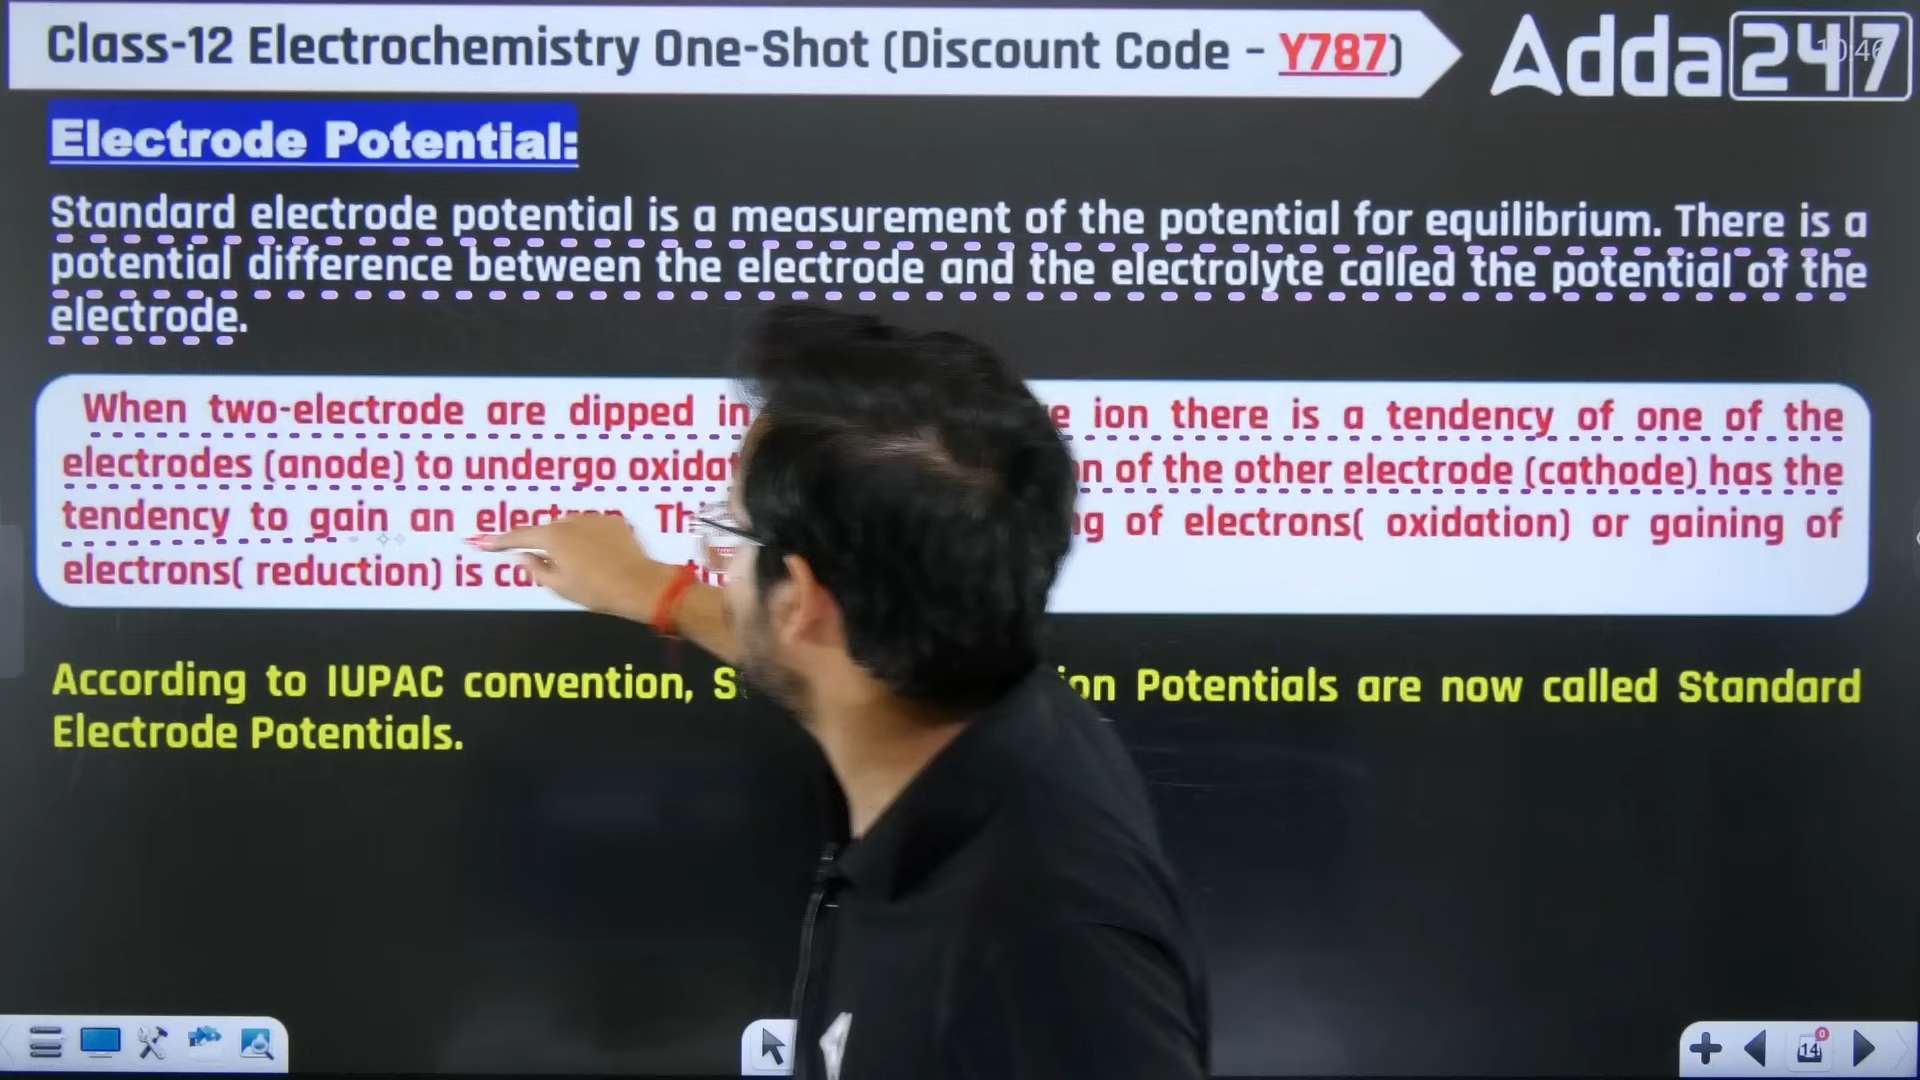 Class-12 Electrochemistry One-Shot (Discount Code - Y787)
Adda247
10:46
Electrode Potential:
Standard electrode potential is a measurement of the potential for equilibrium. There is a
potential difference between the electrode and the electrolyte called the potential of the
electrode.
When two-electrode are dipped in ion there is a tendency of one of the
electrodes (anode) to undergo of the other electrode (cathode) has the
tendency to gain an of electrons( oxidation) or gaining of
electrons( reduction) is
According to IUPAC convention, Potentials are now called Standard
Electrode Potentials.
14
0